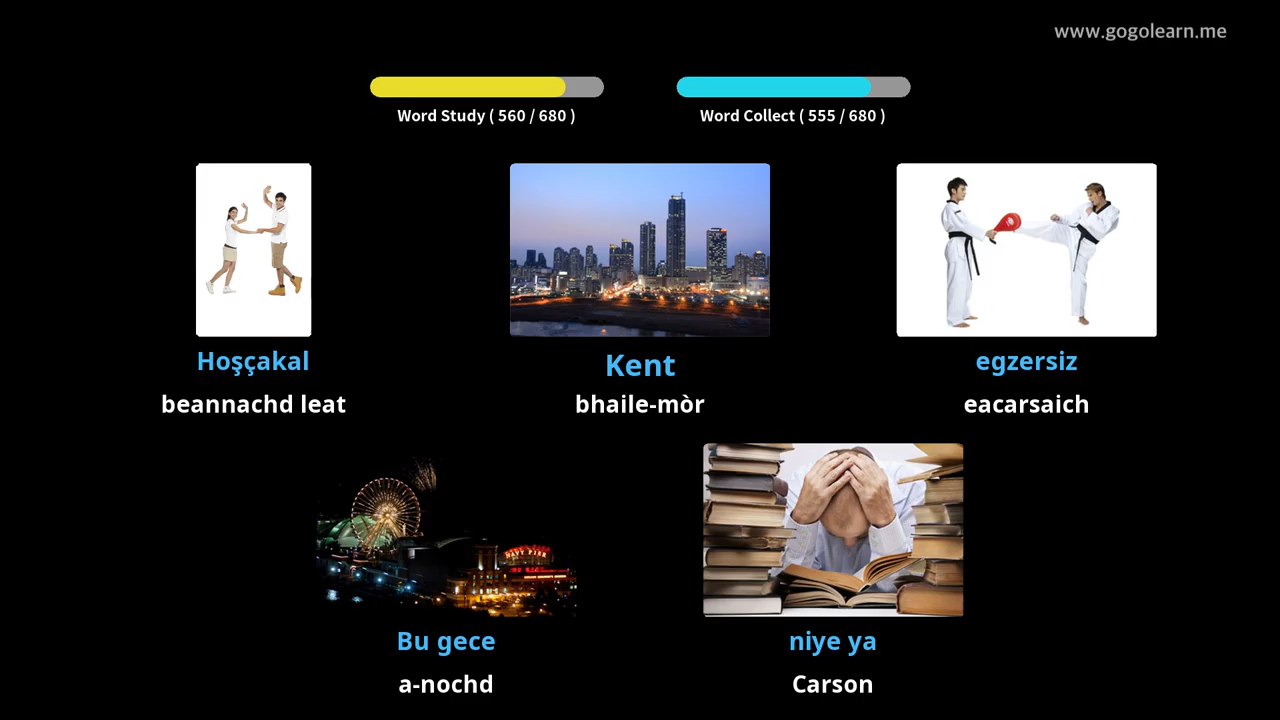 www.gogolearn.me
Word Study ( 560 / 680 )
Word Collect ( 555 / 680 )
Hoşçakal
beannachd leat
Kent
bhaile-mòr
egzersiz
eacarsaich
Bu gece
a-nochd
niye ya
Carson